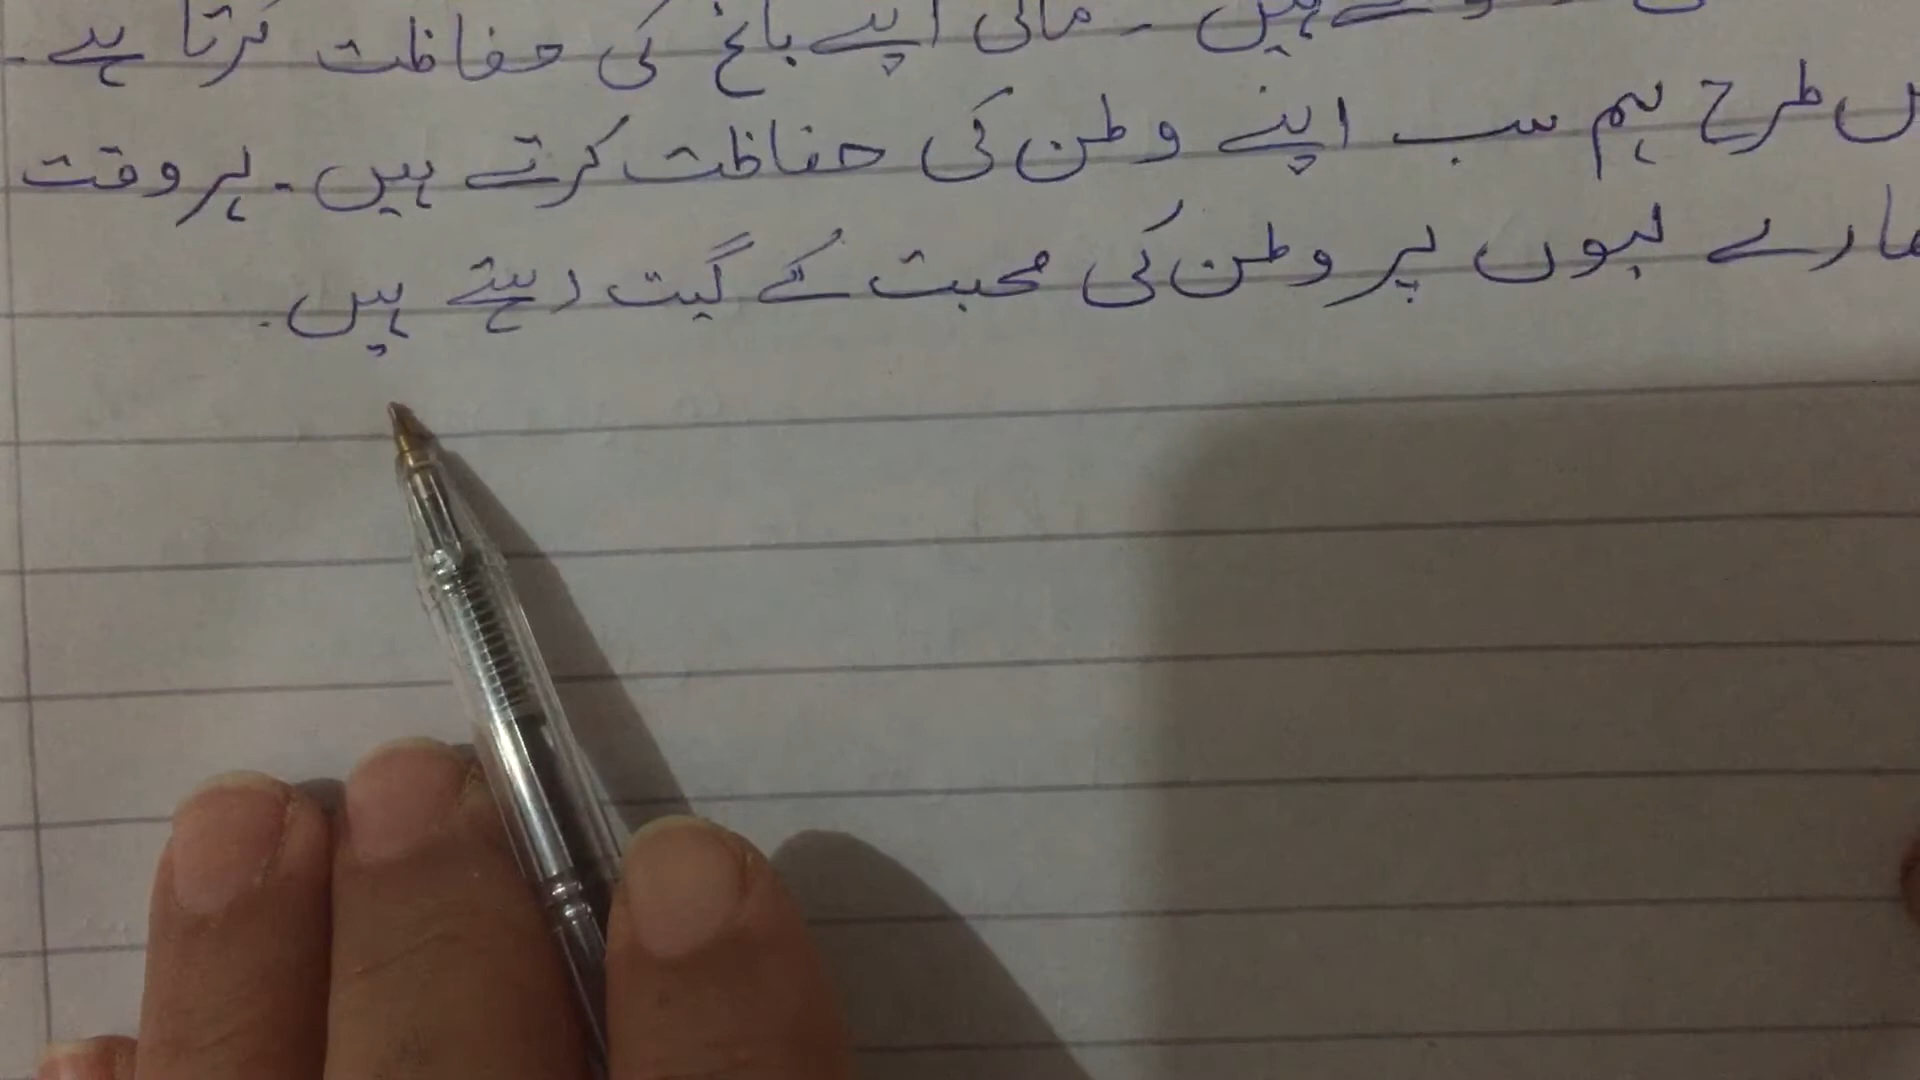 ہیں ۔ مالی اپنے باغ کی حفاظت کرتا ہے ۔
طرح ہم سب اپنے وطن کی حفاظت کرتے ہیں ۔ ہر وقت
ہمارے لبوں پر وطن کی محبت کے گیت رہتے ہیں ۔